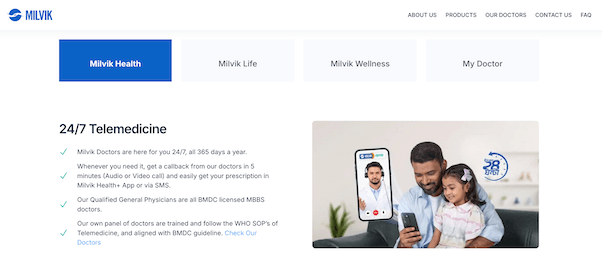 MILVIK
ABOUT US
PRODUCTS
OUR DOCTORS
CONTACT US
FAQ
Milvik Health
Milvik Life
Milvik Wellness
My Doctor
24/7 Telemedicine
Milvik Doctors are here for you 24/7, all 365 days a year.
Whenever you need it, get a callback from our doctors in 5
minutes (Audio or Video call) and easily get your prescription in
Milvik Health+ App or via SMS.
Our Qualified General Physicians are all BMDC licensed MBBS
doctors.
Our own panel of doctors are trained and follow the WHO SOP's of
Telemedicine, and aligned with BMDC guideline. Check Our
Doctors